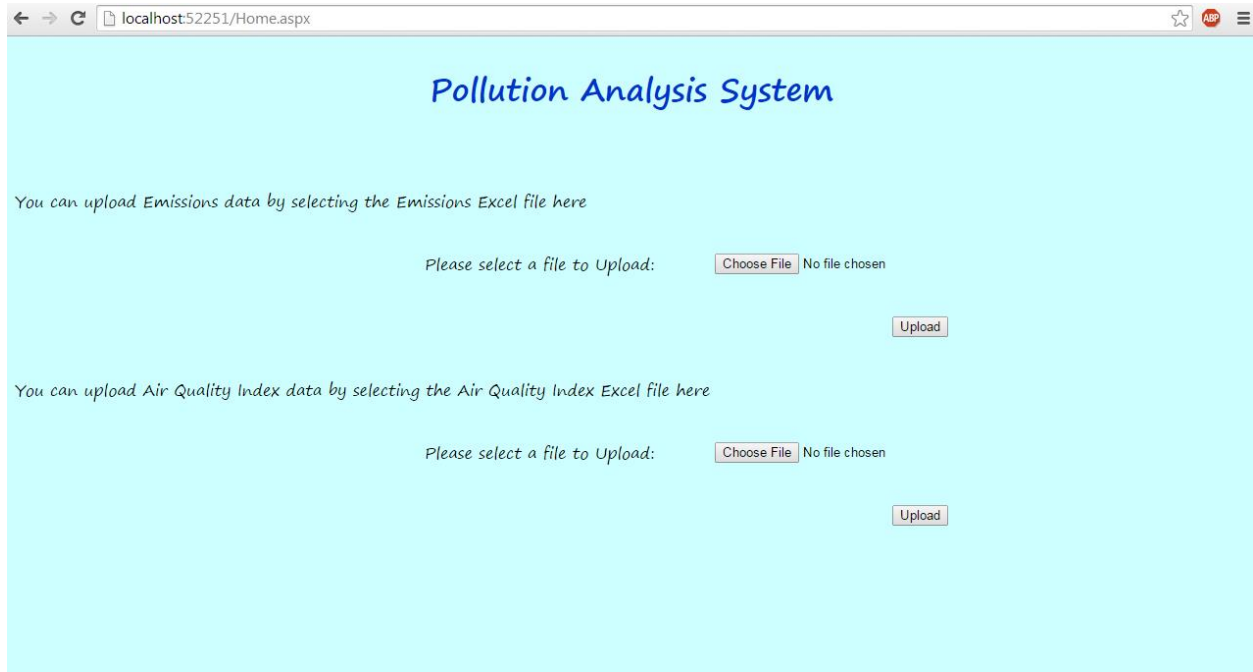 localhost:52251/Home.aspx
ABP
Pollution Analysis System
You can upload Emissions data by selecting the Emissions Excel file here
Please select a file to Upload: Choose File No file chosen
Upload
You can upload Air Quality Index data by selecting the Air Quality Index Excel file here
Please select a file to Upload: Choose File No file chosen
Upload